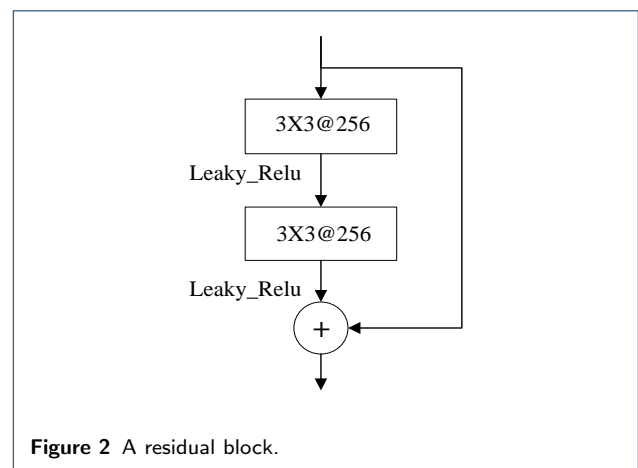 3X3@256
Leaky_Relu
3X3@256
Leaky_Relu
+
Figure 2 A residual block.